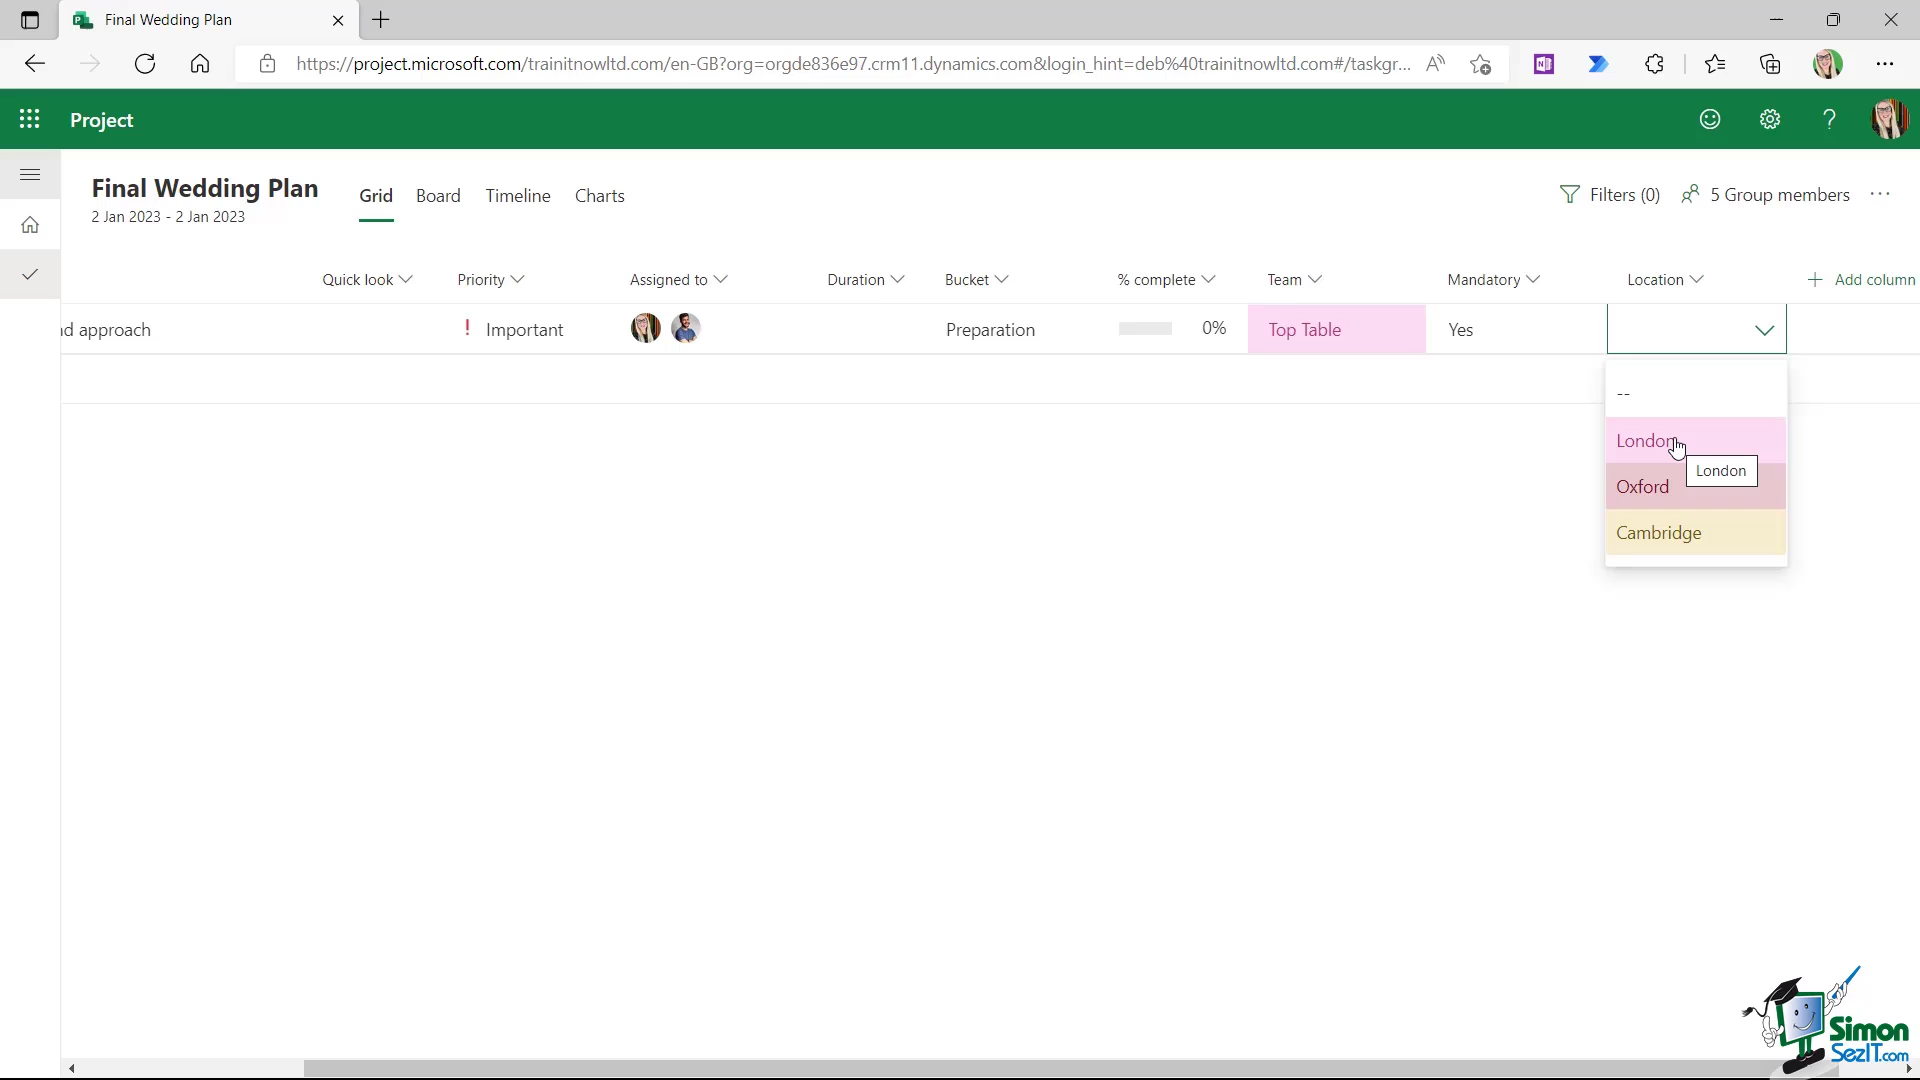 Final Wedding Plan
https://project.microsoft.com/trainitnowltd.com/en-GB?org=orgde836e97.crm11.dynamics.com&login_hint=deb%40trainitnowltd.com#/taskgr...
Project
Final Wedding Plan
2 Jan 2023 - 2 Jan 2023
Grid Board Timeline Charts
Filters (0) 5 Group members
Quick look Priority Assigned to Duration Bucket % complete Team Mandatory Location Add column
d approach ! Important Preparation 0% Top Table Yes
--
London
London
Oxford
Cambridge
Simon
SezIT.com